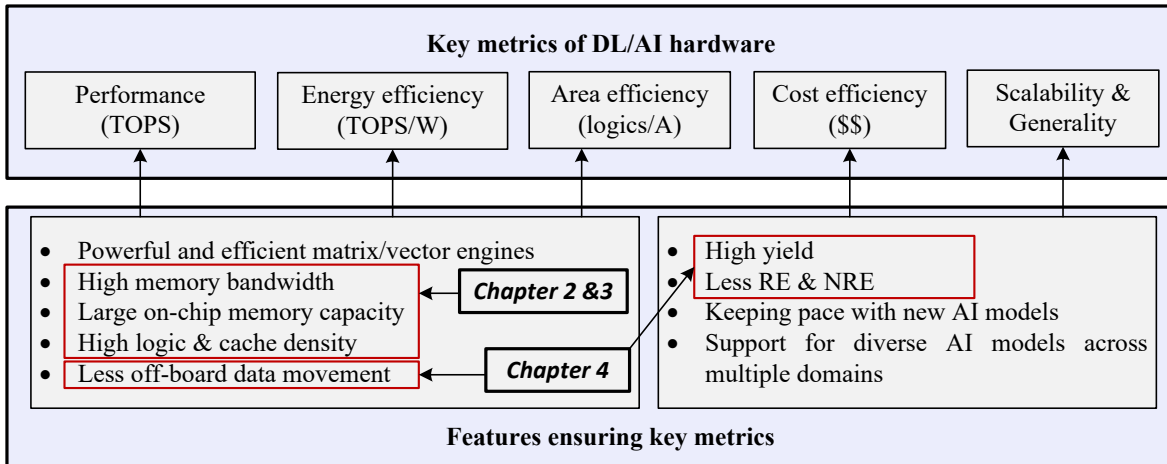 Key metrics of DL/AI hardware
Performance
(TOPS)
Energy efficiency
(TOPS/W)
Area efficiency
(logics/A)
Cost efficiency
($$)
Scalability &
Generality
• Powerful and efficient matrix/vector engines
• High memory bandwidth
• Large on-chip memory capacity
• High logic & cache density
• Less off-board data movement
Chapter 2 &3
Chapter 4
• High yield
• Less RE & NRE
• Keeping pace with new AI models
• Support for diverse AI models across
multiple domains
Features ensuring key metrics